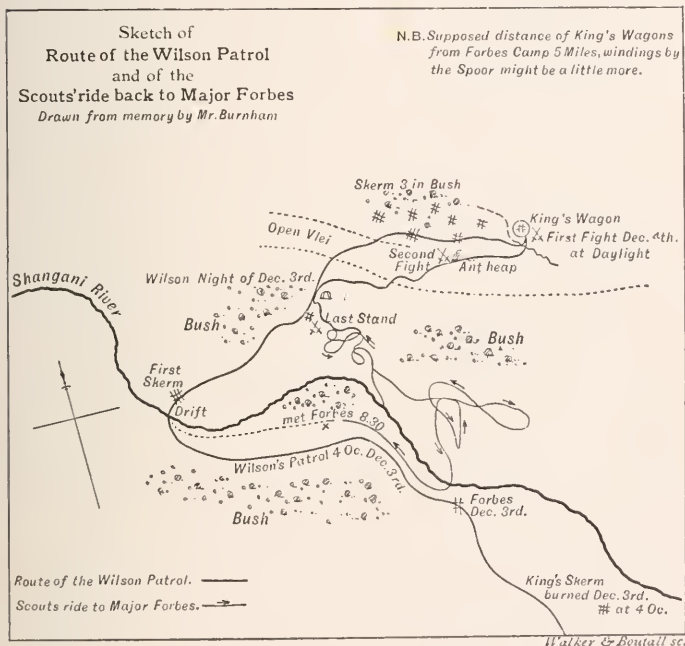 Sketch of
Route of the Wilson Patrol
and of the
Scouts' ride back to Major Forbes
Drawn from memory by Mr. Burnham
N.B. Supposed distance of King's Wagons
from Forbes Camp 5 Miles, windings by
the Spoor might be a little more.
Skerm 3 in Bush
King's Wagon
First Fight Dec. 4th.
at Daylight
Open Vlei
Second
Fight
Ant heap
Wilson Night of Dec. 3rd.
Shangani River
Bush
Last Stand
Bush
First
Skerm
Drift
met Forbes 8.30
Wilson's Patrol 4 Oc. Dec. 3rd.
Forbes
Dec. 3rd.
Bush
King's Skerm
burned Dec. 3rd.
at 4 Oc.
Route of the Wilson Patrol.
Scouts ride to Major Forbes.
Walker & Boutall sc.